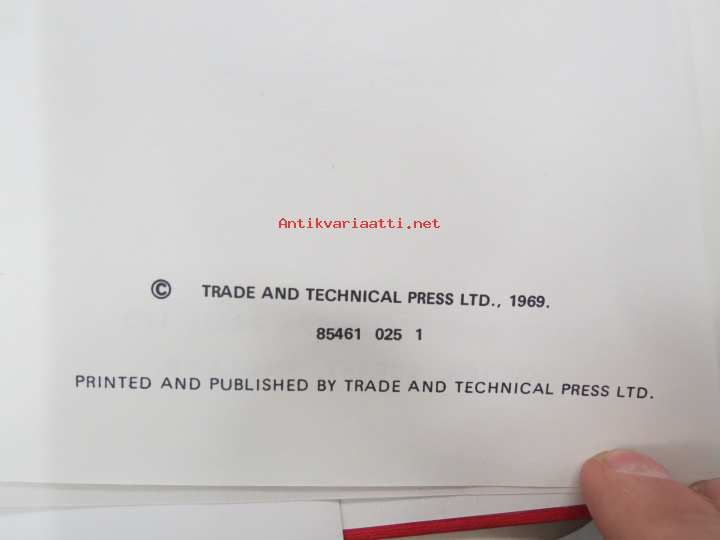 Antikvariaatti.net
© TRADE AND TECHNICAL PRESS LTD., 1969.
85461 025 1
PRINTED AND PUBLISHED BY TRADE AND TECHNICAL PRESS LTD.